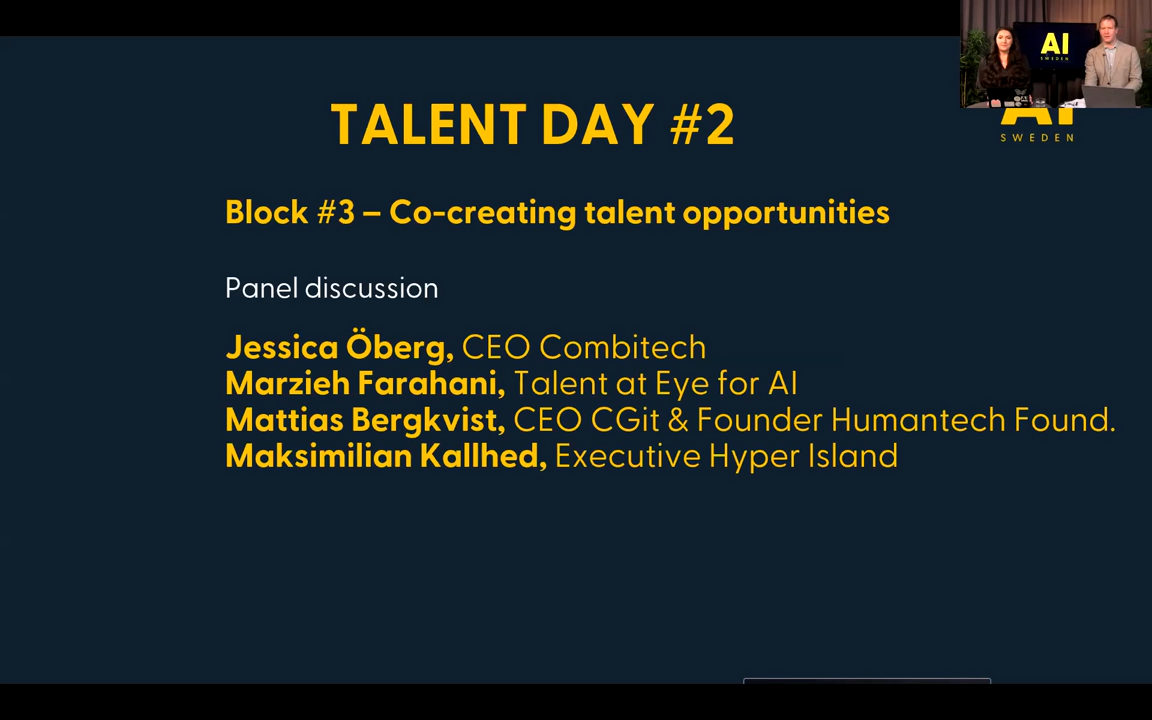 AI
SWEDEN
TALENT DAY #2
SWEDEN
Block #3 – Co-creating talent opportunities
Panel discussion
Jessica Öberg, CEO Combitech
Marzieh Farahani, Talent at Eye for AI
Mattias Bergkvist, CEO CGit & Founder Humantech Found.
Maksimilian Kallhed, Executive Hyper Island